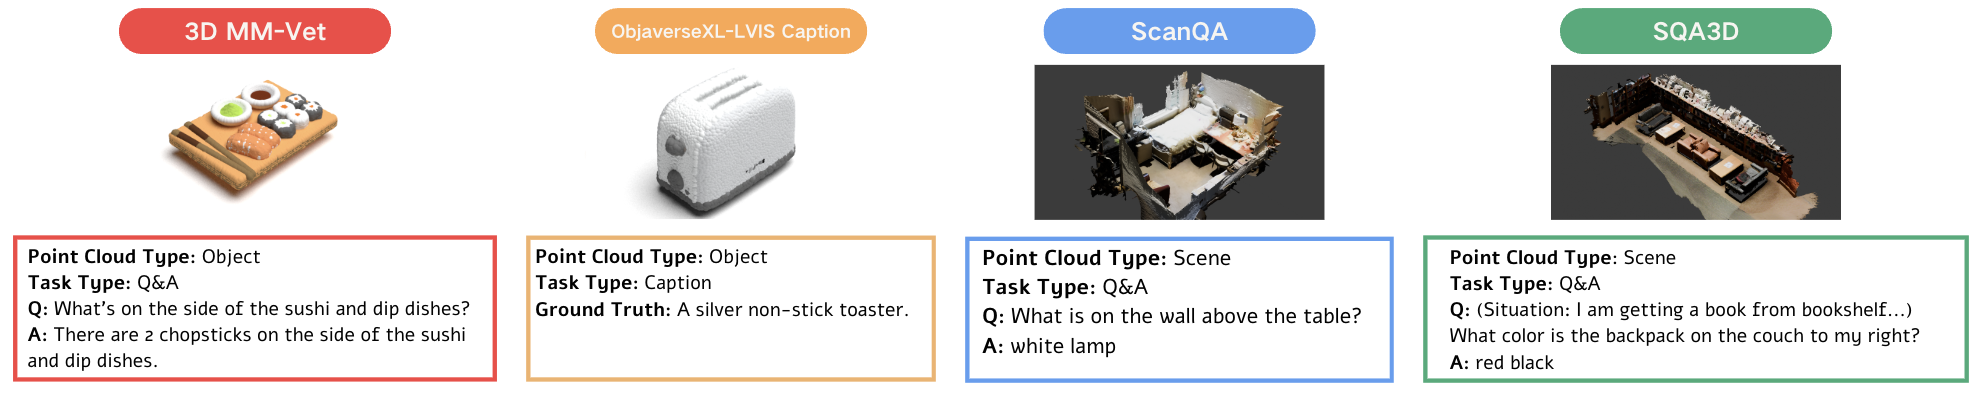 3D MM-Vet
Point Cloud Type: Object
Task Type: Q&A
Q: What's on the side of the sushi and dip dishes?
A: There are 2 chopsticks on the side of the sushi
and dip dishes.
ObjaverseXL-LVIS Caption
Point Cloud Type: Object
Task Type: Caption
Ground Truth: A silver non-stick toaster.
ScanQA
Point Cloud Type: Scene
Task Type: Q&A
Q: What is on the wall above the table?
A: white lamp
SQA3D
Point Cloud Type: Scene
Task Type: Q&A
Q: (Situation: I am getting a book from bookshelf...)
What color is the backpack on the couch to my right?
A: red black